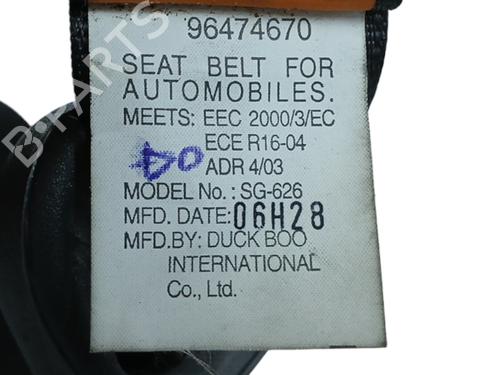 96474670
SEAT BELT FOR
AUTOMOBILES.
MEETS: EEC 2000/3/EC
ECE R16-04
ADR 4/03
MODEL No.: SG-626
MFD. DATE: 06H28
MFD.BY: DUCK BOO
INTERNATIONAL
Co., Ltd.
B-PARTS